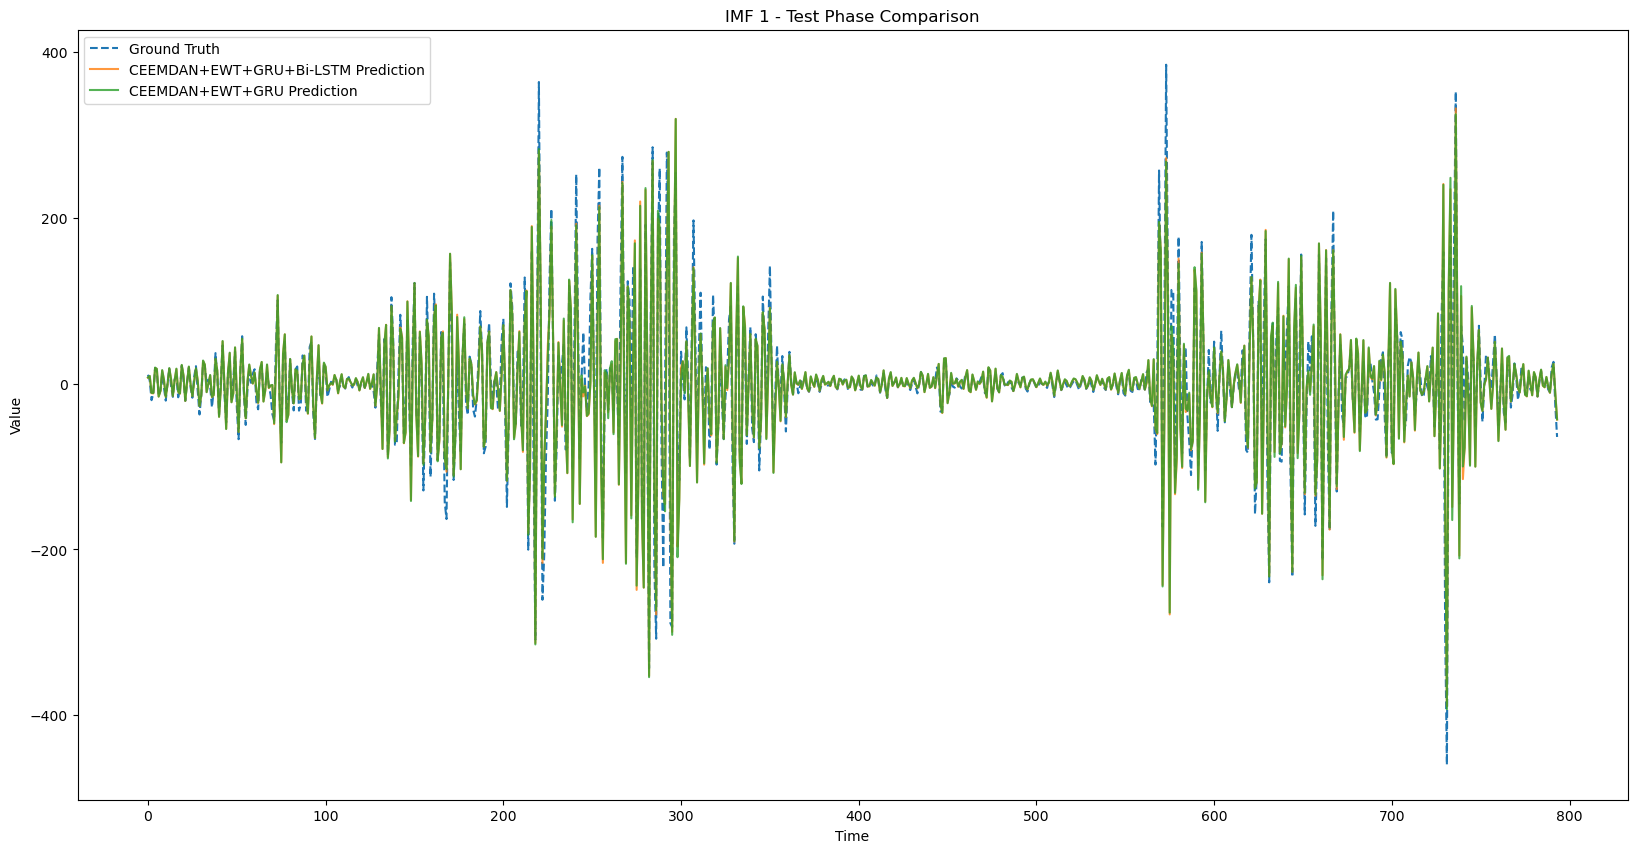 IMF 1 - Test Phase Comparison
Ground Truth
CEEMDAN+EWT+GRU+Bi-LSTM Prediction
CEEMDAN+EWT+GRU Prediction
400
200
0
−200
−400
Value
0 100 200 300 400 500 600 700 800
Time